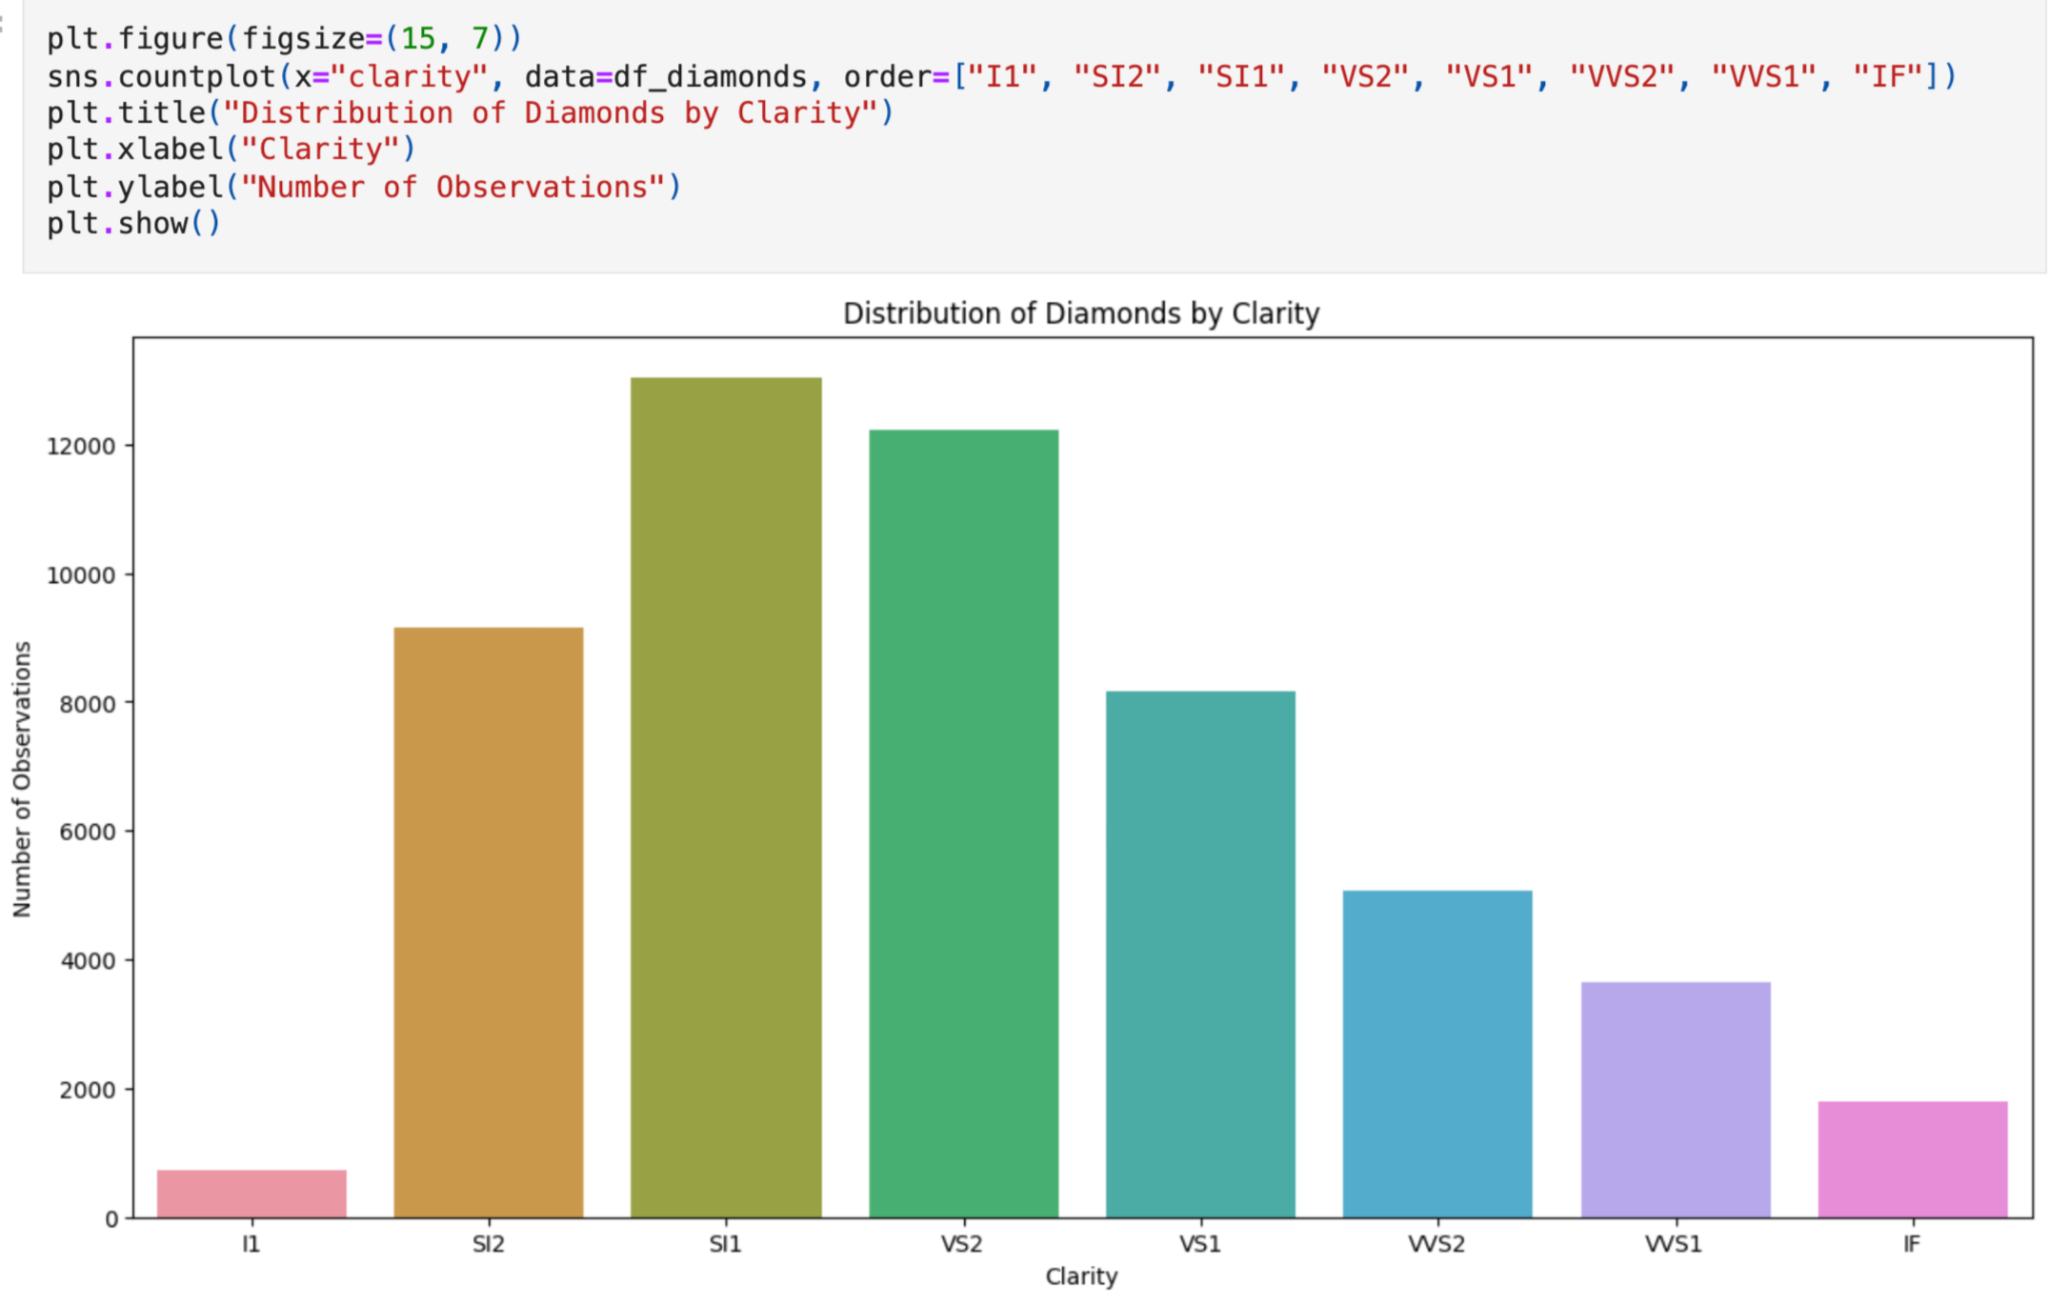 plt.figure(figsize=(15, 7))
sns.countplot(x="clarity", data=df_diamonds, order=["I1", "SI2", "SI1", "VS2", "VS1", "VVS2", "VVS1", "IF"])
plt.title("Distribution of Diamonds by Clarity")
plt.xlabel("Clarity")
plt.ylabel("Number of Observations")
plt.show()
Distribution of Diamonds by Clarity
Number of Observations
12000
10000
8000
6000
4000
2000
0
I1 SI2 SI1 VS2 VS1 VVS2 VVS1 IF
Clarity